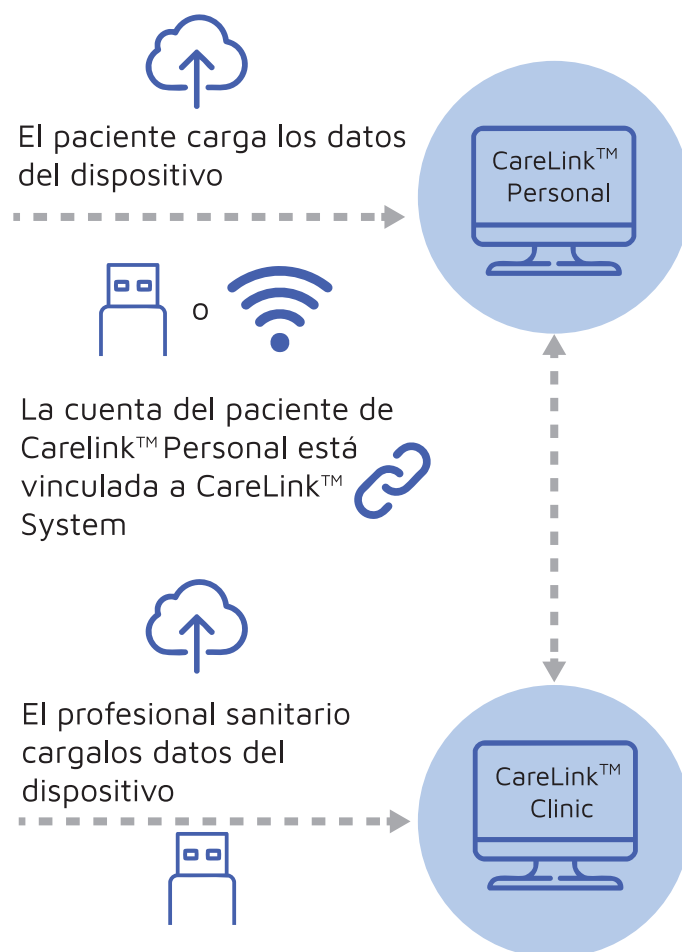 El paciente carga los datos
del dispositivo
CareLink™
Personal
o
La cuenta del paciente de
Carelink™ Personal está
vinculada a CareLink™
System
El profesional sanitario
cargalos datos del
dispositivo
CareLink™
Clinic